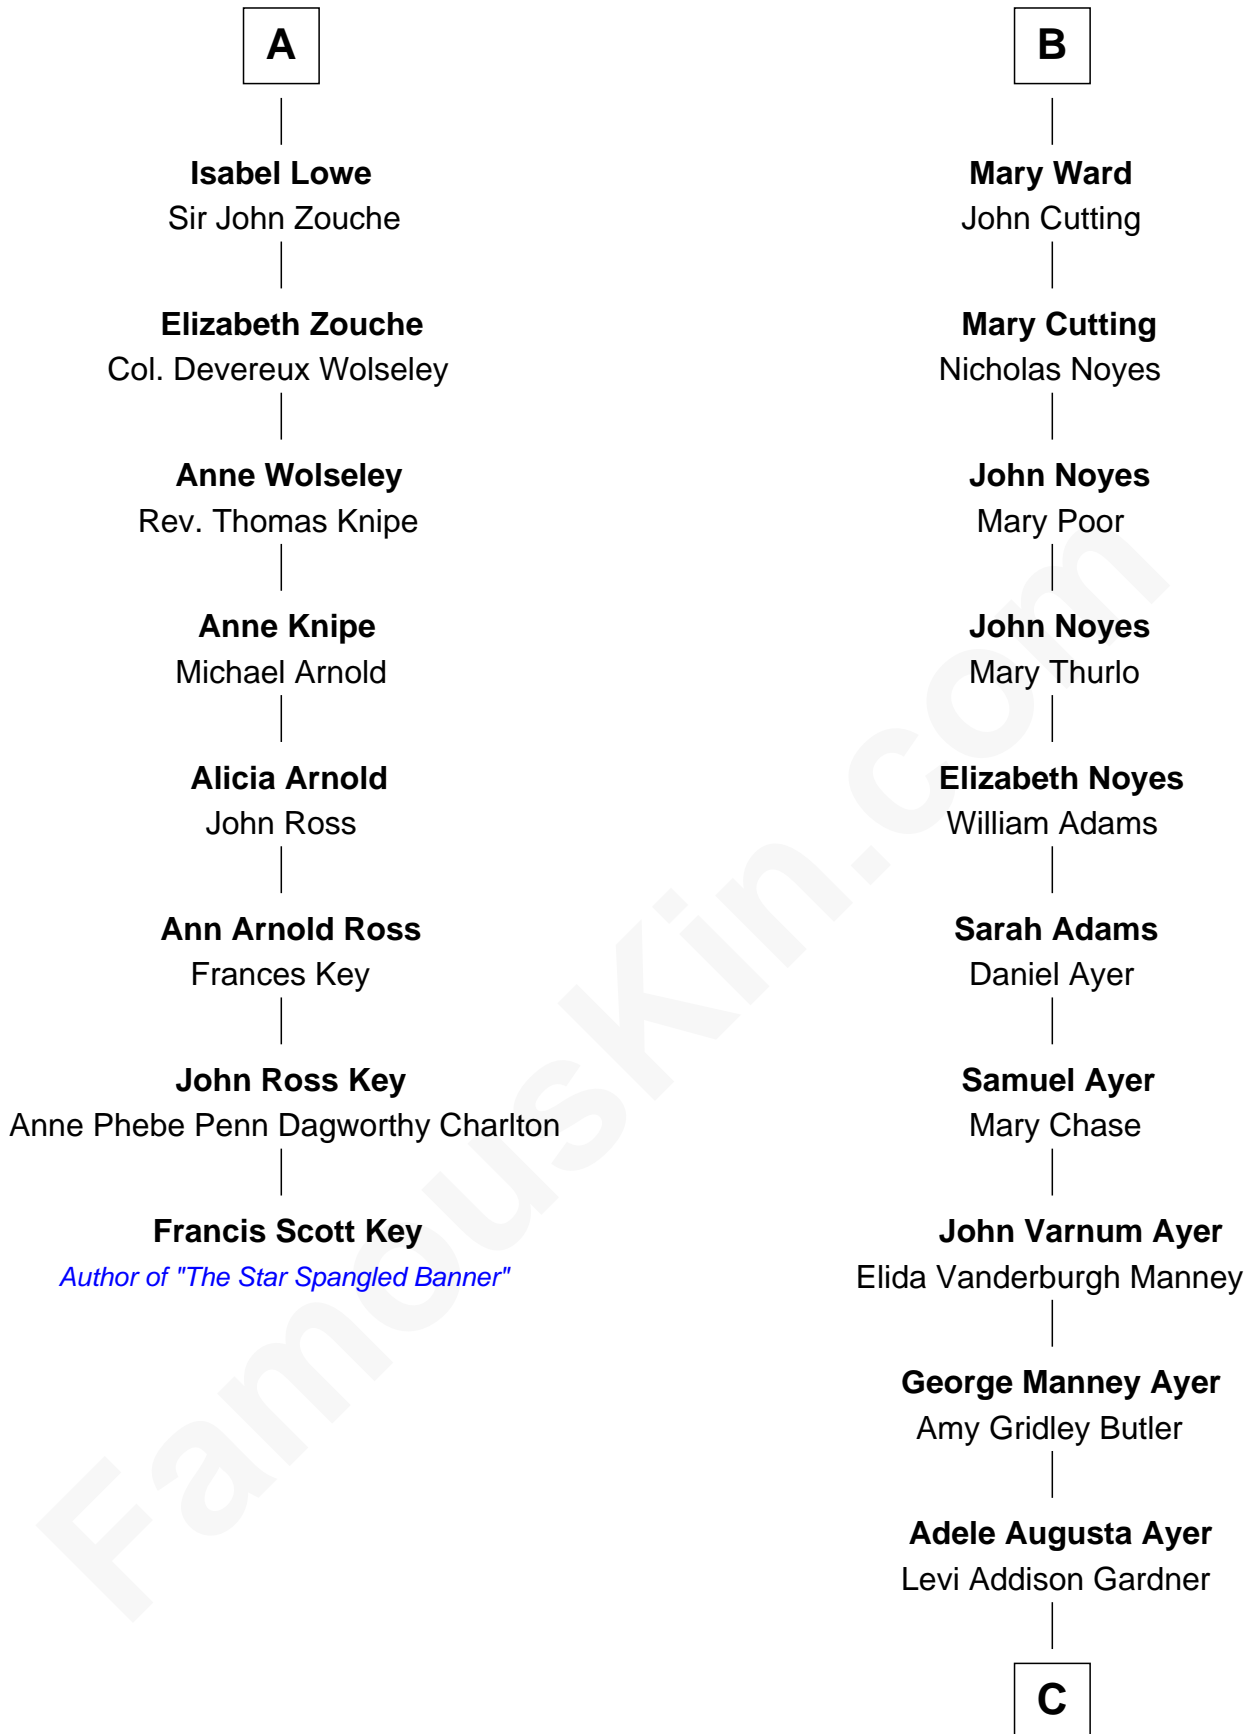 A
Isabel Lowe
Sir John Zouche
Elizabeth Zouche
Col. Devereux Wolseley
Anne Wolseley
Rev. Thomas Knipe
Anne Knipe
Michael Arnold
Alicia Arnold
John Ross
Ann Arnold Ross
Frances Key
John Ross Key
Anne Phebe Penn Dagworthy Charlton
Francis Scott Key
Author of "The Star Spangled Banner"
B
Mary Ward
John Cutting
Mary Cutting
Nicholas Noyes
John Noyes
Mary Poor
John Noyes
Mary Thurlo
Elizabeth Noyes
William Adams
Sarah Adams
Daniel Ayer
Samuel Ayer
Mary Chase
John Varnum Ayer
Elida Vanderburgh Manney
George Manney Ayer
Amy Gridley Butler
Adele Augusta Ayer
Levi Addison Gardner
C
FamousKin.com